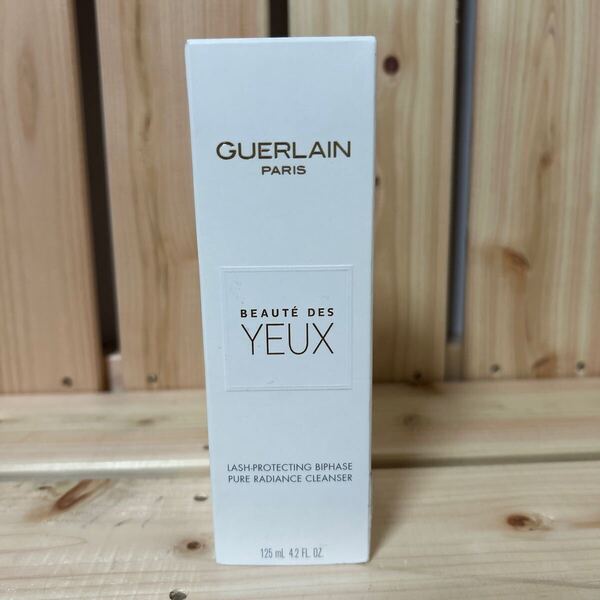 GUERLAIN
PARIS
BEAUTÉ DES
YEUX
LASH-PROTECTING BIPHASE
PURE RADIANCE CLEANSER
125 mL 4.2 FL. OZ.